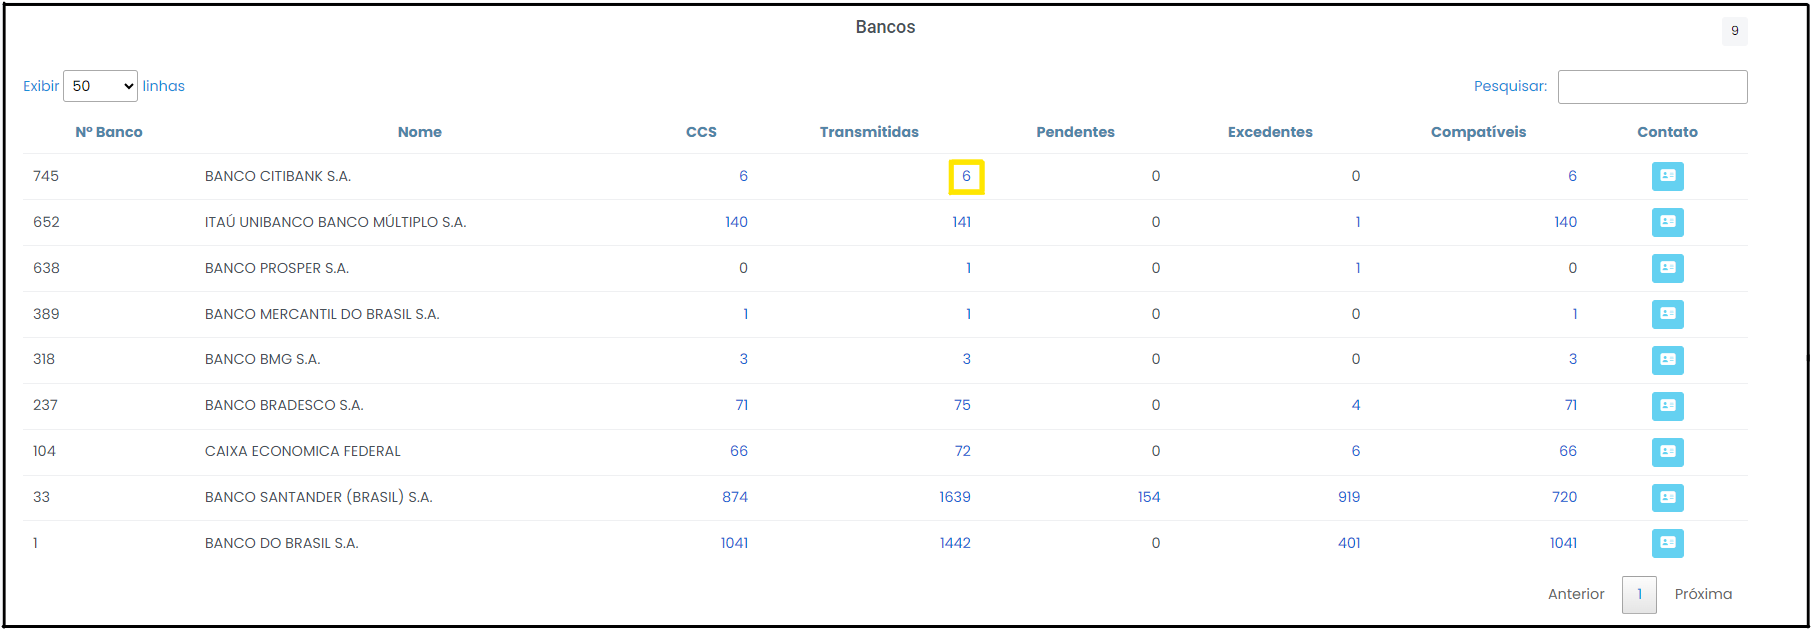 Bancos 9
Exibir 50 linhas Pesquisar:
Nº Banco Nome CCS Transmitidas Pendentes Excedentes Compatíveis Contato
745 BANCO CITIBANK S.A. 6 6 0 0 6
652 ITAÚ UNIBANCO BANCO MÚLTIPLO S.A. 140 141 0 1 140
638 BANCO PROSPER S.A. 0 1 0 1 0
389 BANCO MERCANTIL DO BRASIL S.A. 1 1 0 0 1
318 BANCO BMG S.A. 3 3 0 0 3
237 BANCO BRADESCO S.A. 71 75 0 4 71
104 CAIXA ECONOMICA FEDERAL 66 72 0 6 66
33 BANCO SANTANDER (BRASIL) S.A. 874 1639 154 919 720
1 BANCO DO BRASIL S.A. 1041 1442 0 401 1041
Anterior 1 Próxima